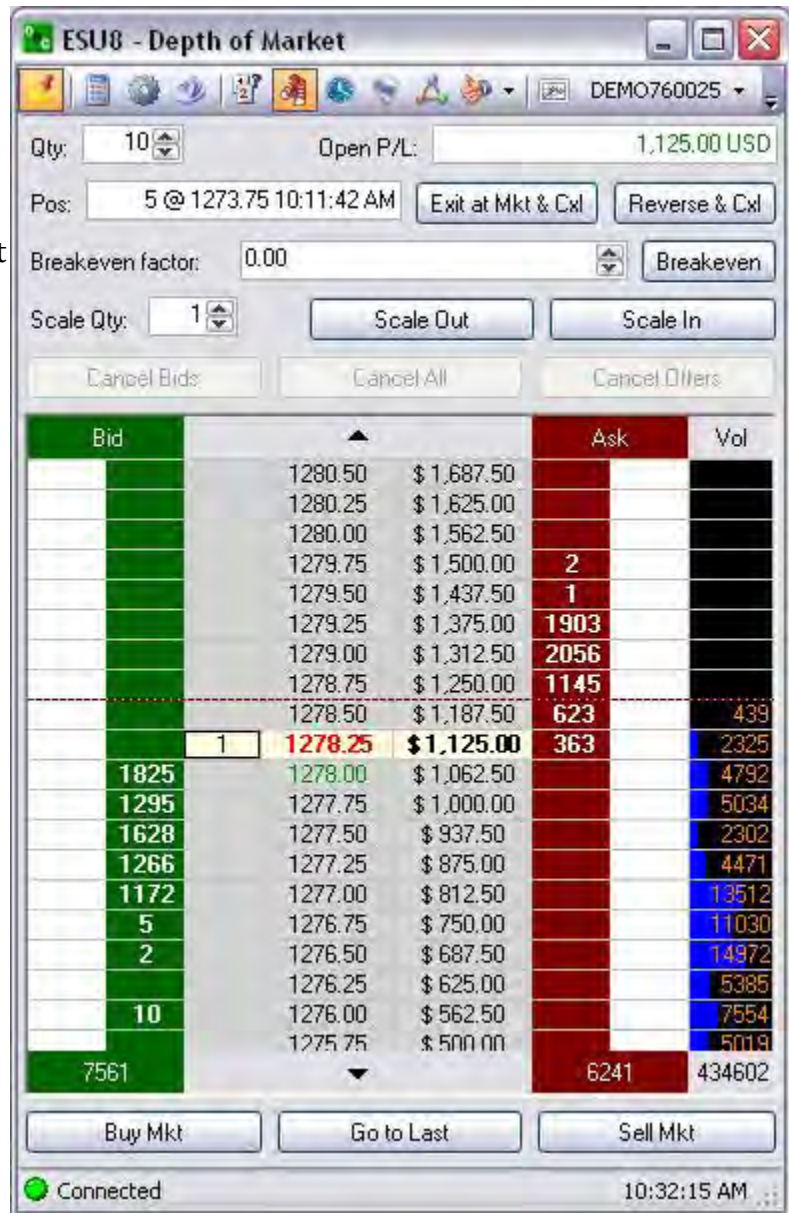 ESU8 - Depth of Market
DEMO760025
Qty: 10 Open P/L: 1,125.00 USD
Pos: 5 @ 1273.75 10:11:42 AM Exit at Mkt & Cxl Reverse & Cxl
t
Breakeven factor: 0.00 Breakeven
Scale Qty: 1 Scale Out Scale In
Cancel Bids Cancel All Cancel Offers
Bid Ask Vol
1280.50 $ 1,687.50
1280.25 $ 1,625.00
1280.00 $ 1,562.50
1279.75 $ 1,500.00 2
1279.50 $ 1,437.50 1
1279.25 $ 1,375.00 1903
1279.00 $ 1,312.50 2056
1278.75 $ 1,250.00 1145
1278.50 $ 1,187.50 623 439
1 1278.25 $ 1,125.00 363 2325
1825 1278.00 $ 1,062.50 4792
1295 1277.75 $ 1,000.00 5034
1628 1277.50 $ 937.50 2302
1266 1277.25 $ 875.00 4471
1172 1277.00 $ 812.50 13512
5 1276.75 $ 750.00 11030
2 1276.50 $ 687.50 14972
1276.25 $ 625.00 5385
10 1276.00 $ 562.50 7554
1275.75 $ 500.00 5019
7561 6241 434602
Buy Mkt Go to Last Sell Mkt
Connected 10:32:15 AM